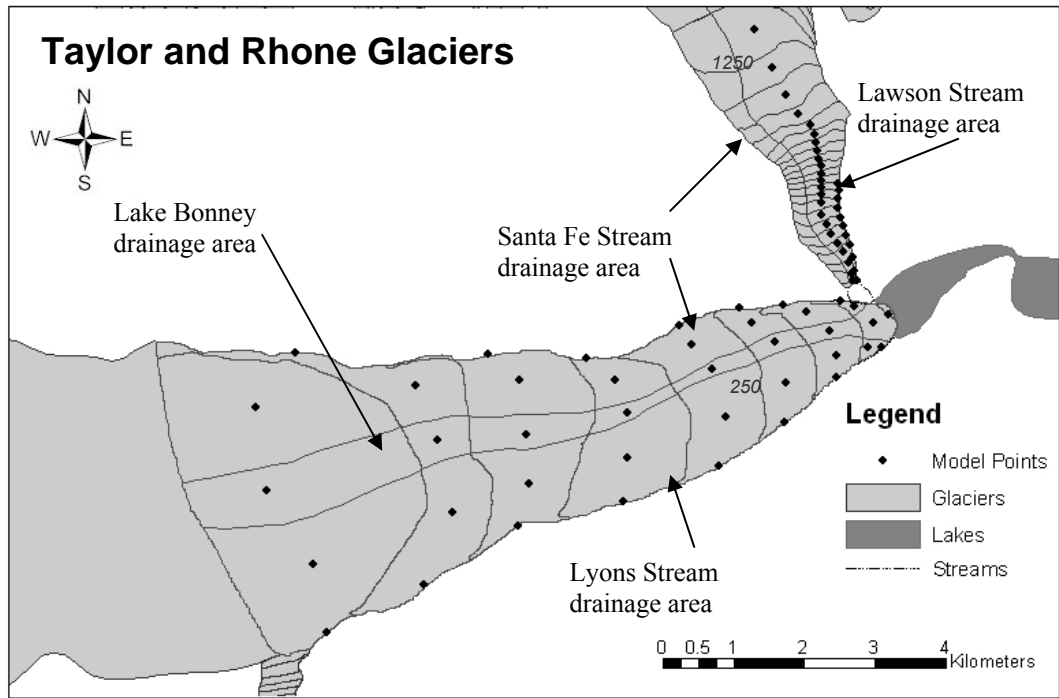 Taylor and Rhone Glaciers
N
W E
S
1250
Lawson Stream
drainage area
Lake Bonney
drainage area
Santa Fe Stream
drainage area
250
Legend
Model Points
Glaciers
Lakes
Streams
Lyons Stream
drainage area
0 0.5 1 2 3 4
Kilometers